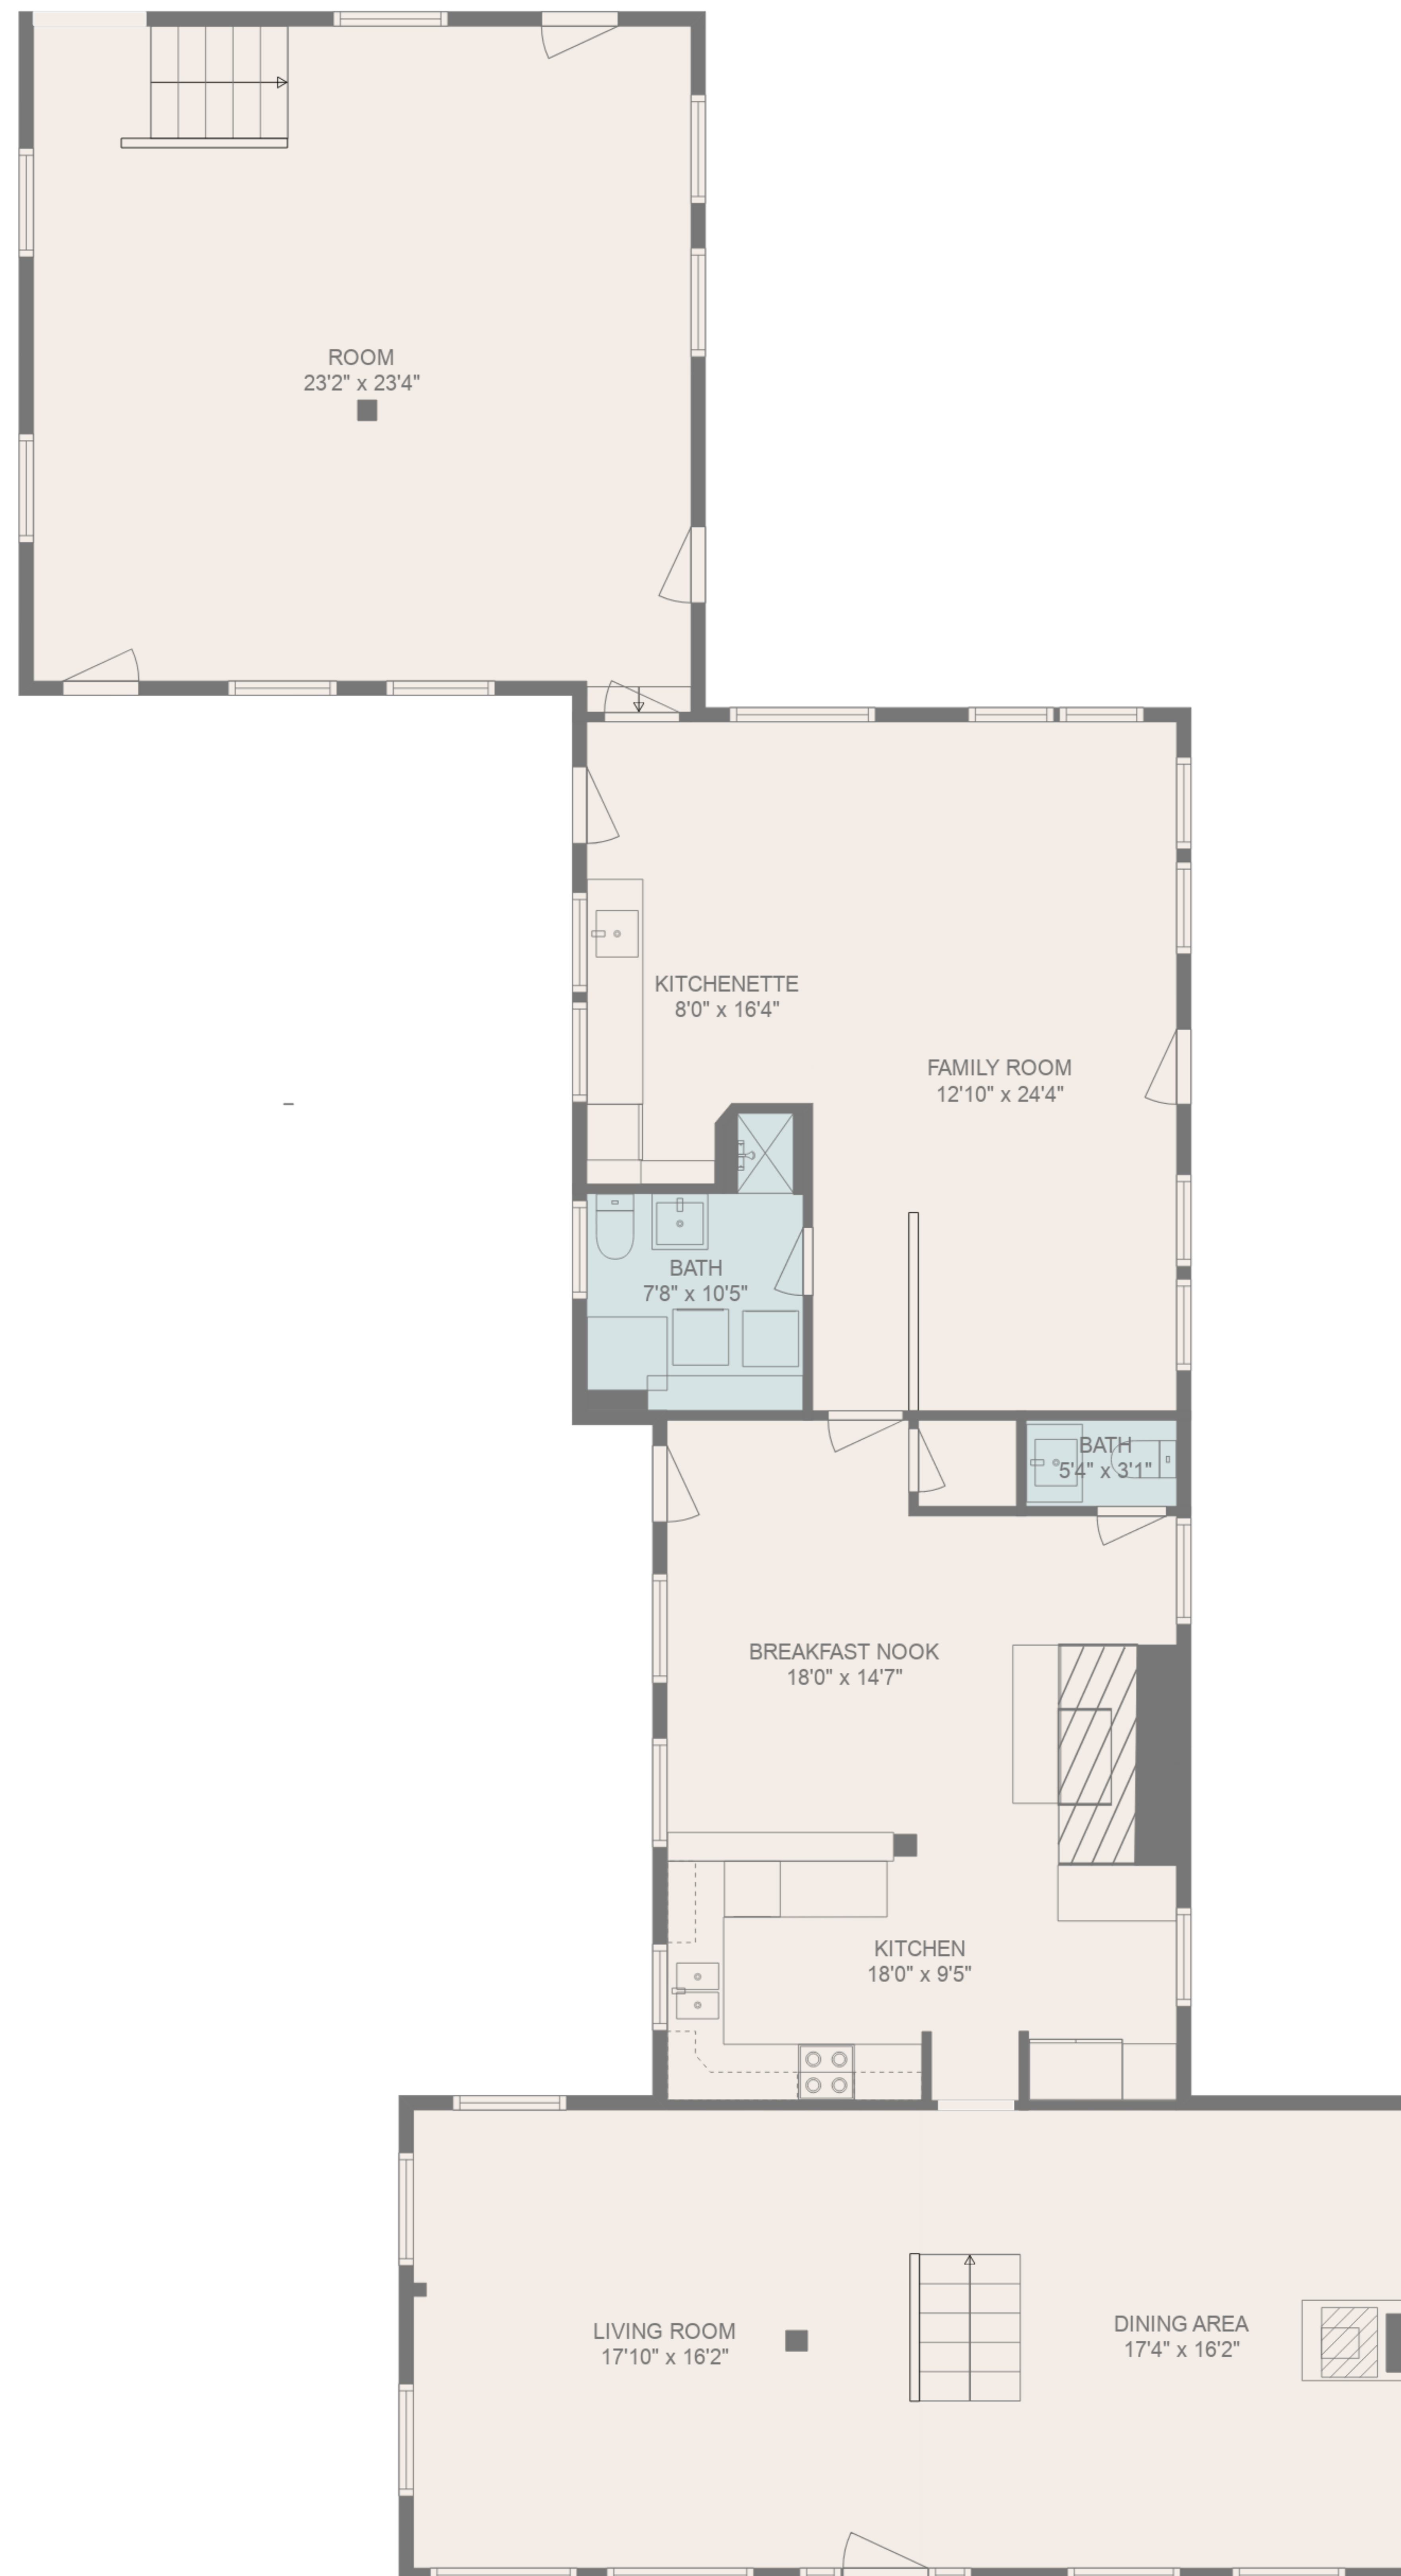 ROOM
23'2" x 23'4"
KITCHENETTE
8'0" x 16'4"
FAMILY ROOM
12'10" x 24'4"
BATH
7'8" x 10'5"
BATH
5'4" x 3'1"
BREAKFAST NOOK
18'0" x 14'7"
KITCHEN
18'0" x 9'5"
LIVING ROOM
17'10" x 16'2"
DINING AREA
17'4" x 16'2"